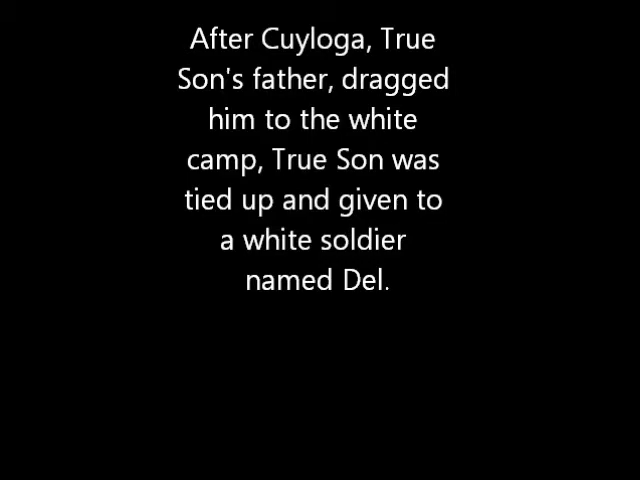 After Cuyloga, True
Son's father, dragged
him to the white
camp, True Son was
tied up and given to
a white soldier
named Del.